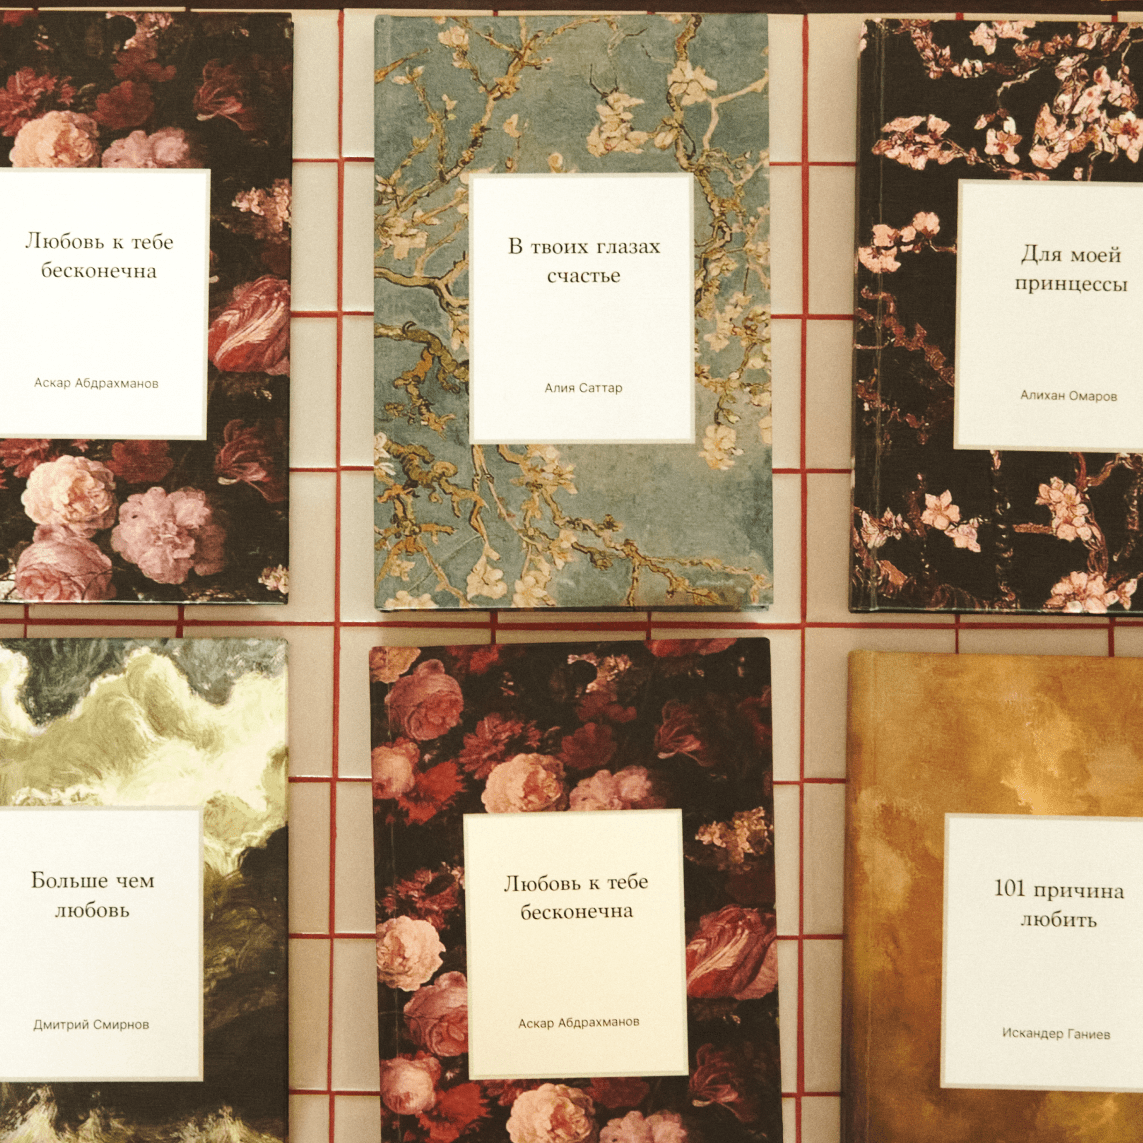 Любовь к тебе
бесконечна
Аскар Абдрахманов
В твоих глазах
счастье
Алия Саттар
Для моей
принцессы
Алихан Омаров
Больше чем
любовь
Дмитрий Смирнов
Любовь к тебе
бесконечна
Аскар Абдрахманов
101 причина
любить
Искандер Ганиев